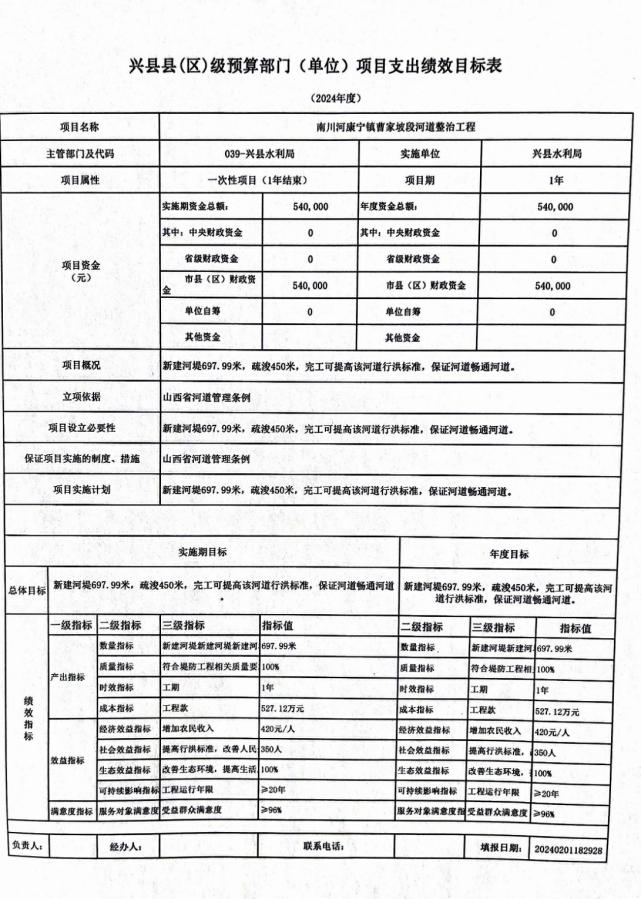 兴县县(区)级预算部门（单位）项目支出绩效目标表
（2024年度）
项目名称 南川河康宁镇曹家坡段河道整治工程
主管部门及代码 039-兴县水利局 实施单位 兴县水利局
项目属性 一次性项目（1年结束） 项目期 1年
项目资金（元） 实施期资金总额： 540,000 年度资金总额： 540,000
其中：中央财政资金 0 其中：中央财政资金 0
省级财政资金 0 省级财政资金 0
市县（区）财政资金 540,000 市县（区）财政资金 540,000
单位自筹 0 单位自筹 0
其他资金 其他资金
项目概况 新建河堤697.99米，疏浚450米，完工可提高该河道行洪标准，保证河道畅通河道。
立项依据 山西省河道管理条例
项目设立必要性 新建河堤697.99米，疏浚450米，完工可提高该河道行洪标准，保证河道畅通河道。
保证项目实施的制度、措施 山西省河道管理条例
项目实施计划 新建河堤697.99米，疏浚450米，完工可提高该河道行洪标准，保证河道畅通河道。
实施期目标 年度目标
总体目标 新建河堤697.99米，疏浚450米，完工可提高该河道行洪标准，保证河道畅通河道 新建河堤697.99米，疏浚450米，完工可提高该河道行洪标准，保证河道畅通河道。
绩效指标 一级指标 二级指标 三级指标 指标值 二级指标 三级指标 指标值
产出指标 数量指标 新建河堤新建河堤新建河 697.99米 数量指标 新建河堤新建河 697.99米
质量指标 符合堤防工程相关质量要 100% 质量指标 符合堤防工程相 100%
时效指标 工期 1年 时效指标 工期 1年
成本指标 工程款 527.12万元 成本指标 工程款 527.12万元
效益指标 经济效益指标 增加农民收入 420元/人 经济效益指标 增加农民收入 420元/人
社会效益指标 提高行洪标准，改善人民 350人 社会效益指标 提高行洪标准， 350人
生态效益指标 改善生态环境，提高生活 100% 生态效益指标 改善生态环境， 100%
可持续影响指标 工程运行年限 ≥20年 可持续影响指标 工程运行年限 ≥20年
满意度指标 服务对象满意度 受益群众满意度 ≥96% 服务对象满意度指 受益群众满意度 ≥96%
负责人： 经办人： 联系电话： 填报日期： 20240201182928